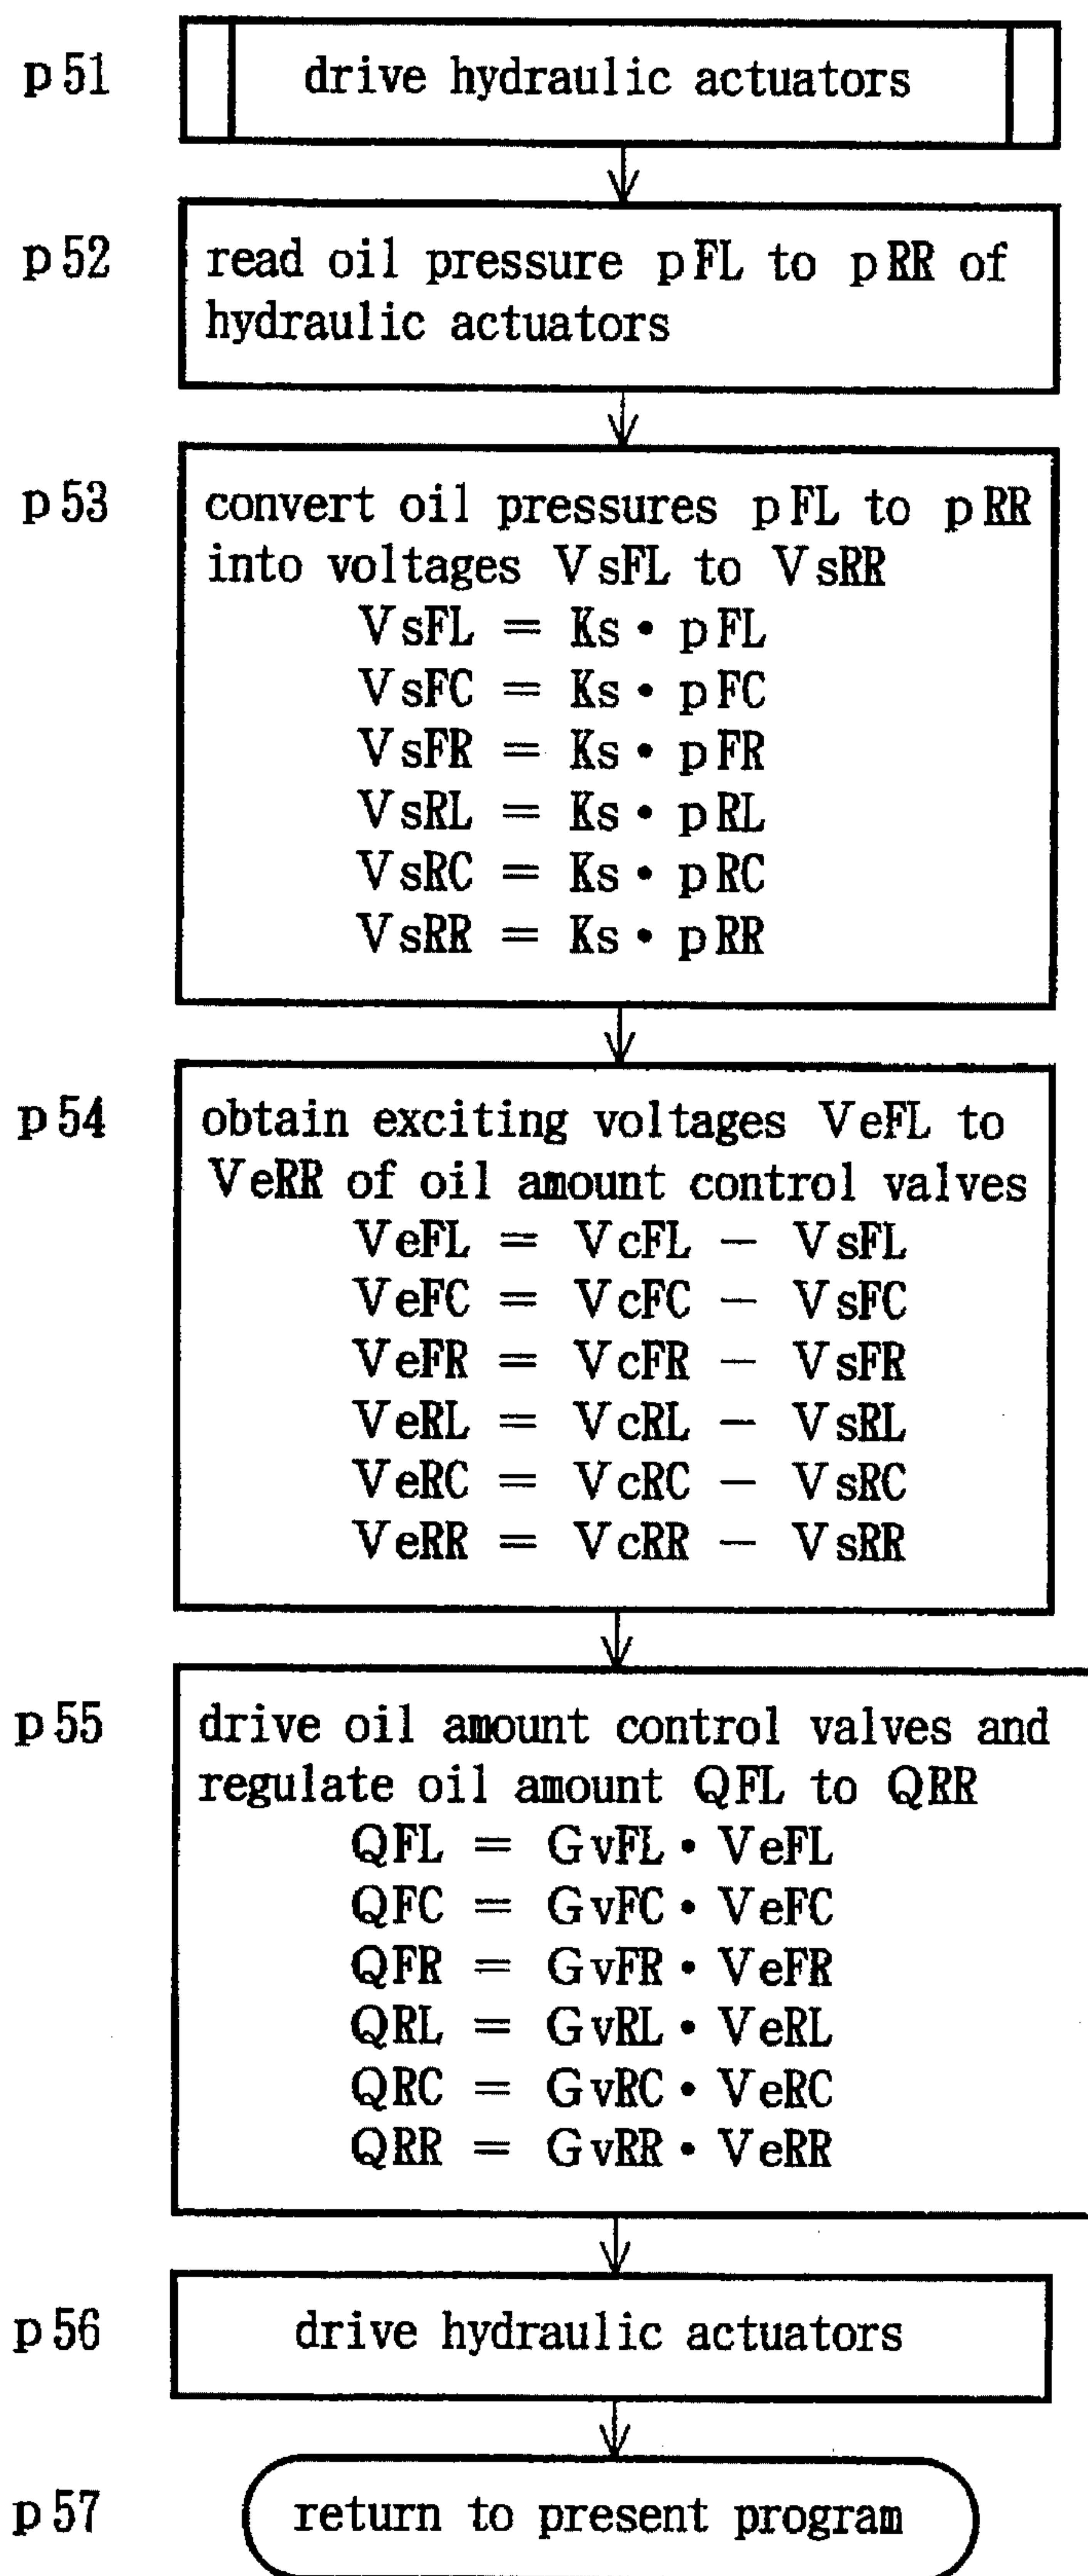 p51 drive hydraulic actuators
p52 read oil pressure pFL to pRR of
hydraulic actuators
p53 convert oil pressures pFL to pRR
into voltages VsFL to VsRR
VsFL = Ks・pFL
VsFC = Ks・pFC
VsFR = Ks・pFR
VsRL = Ks・pRL
VsRC = Ks・pRC
VsRR = Ks・pRR
p54 obtain exciting voltages VeFL to
VeRR of oil amount control valves
VeFL = VcFL − VsFL
VeFC = VcFC − VsFC
VeFR = VcFR − VsFR
VeRL = VcRL − VsRL
VeRC = VcRC − VsRC
VeRR = VcRR − VsRR
p55 drive oil amount control valves and
regulate oil amount QFL to QRR
QFL = GvFL・VeFL
QFC = GvFC・VeFC
QFR = GvFR・VeFR
QRL = GvRL・VeRL
QRC = GvRC・VeRC
QRR = GvRR・VeRR
p56 drive hydraulic actuators
p57 return to present program